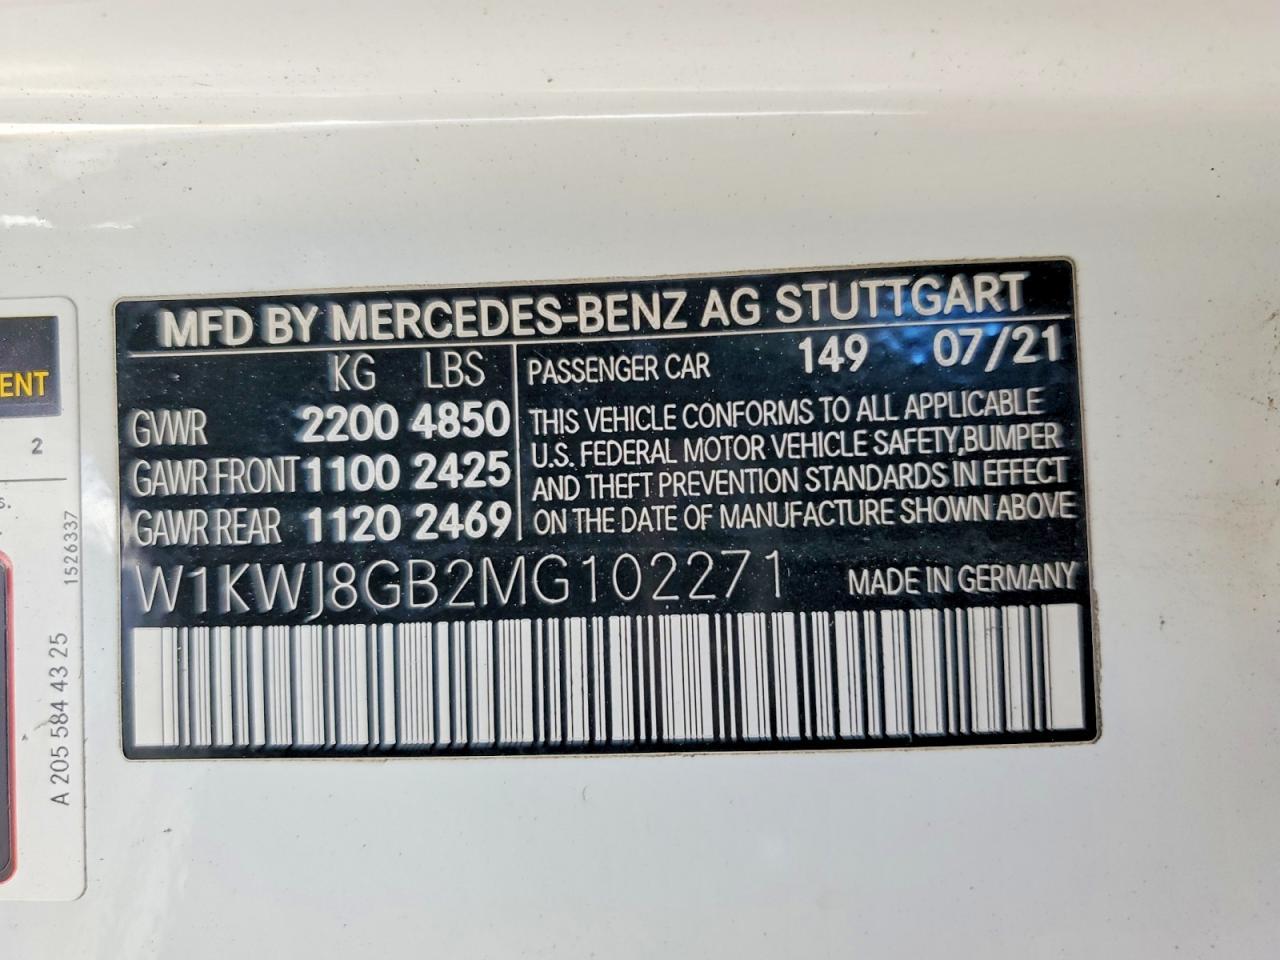 MFD BY MERCEDES-BENZ AG STUTTGART
KG LBS
PASSENGER CAR 149 07/21
GVWR 2200 4850
GAWR FRONT 1100 2425
GAWR REAR 1120 2469
THIS VEHICLE CONFORMS TO ALL APPLICABLE
U.S. FEDERAL MOTOR VEHICLE SAFETY, BUMPER
AND THEFT PREVENTION STANDARDS IN EFFECT
ON THE DATE OF MANUFACTURE SHOWN ABOVE
W1KWJ8GB2MG102271 MADE IN GERMANY
ENT
2
s.
1526337
A 205 584 43 25